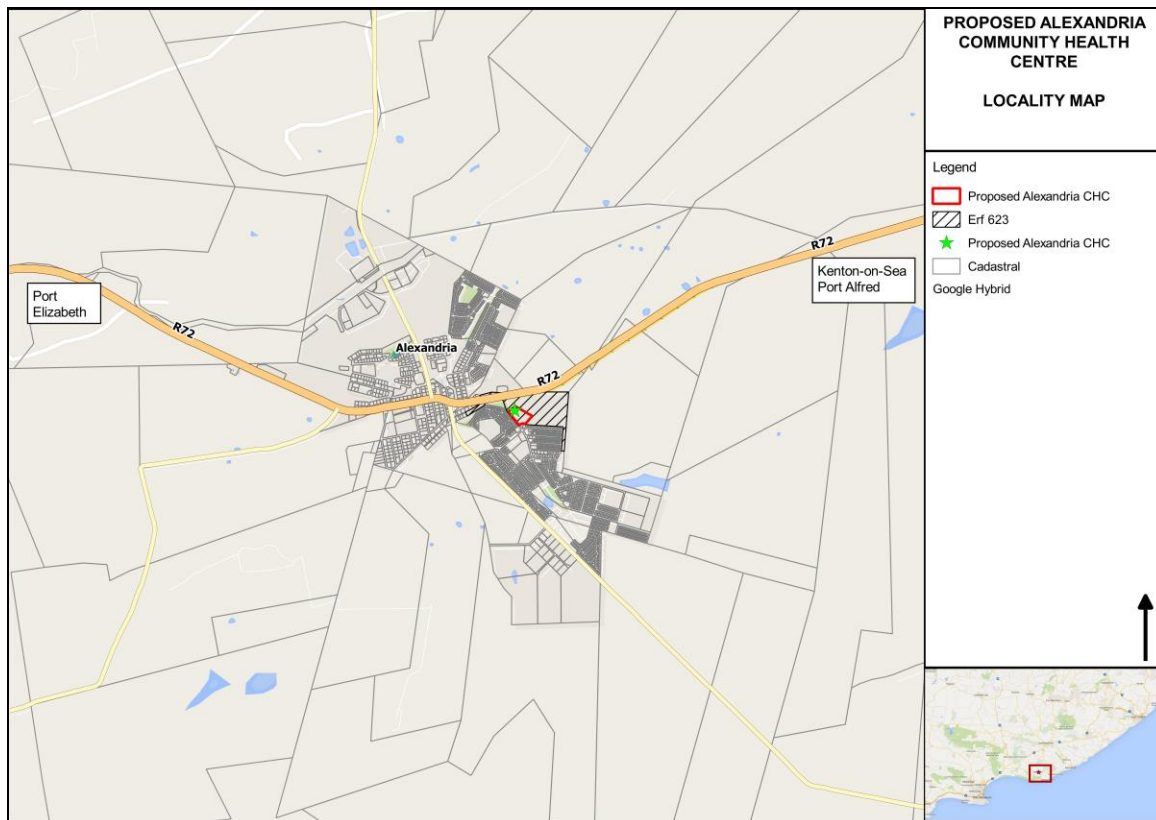 PROPOSED ALEXANDRIA
COMMUNITY HEALTH
CENTRE
LOCALITY MAP
Legend
Proposed Alexandria CHC
Erf 623
Proposed Alexandria CHC
Cadastral
Google Hybrid
R72
Kenton-on-Sea
Port Alfred
Port
Elizabeth
R72
Alexandria
R72